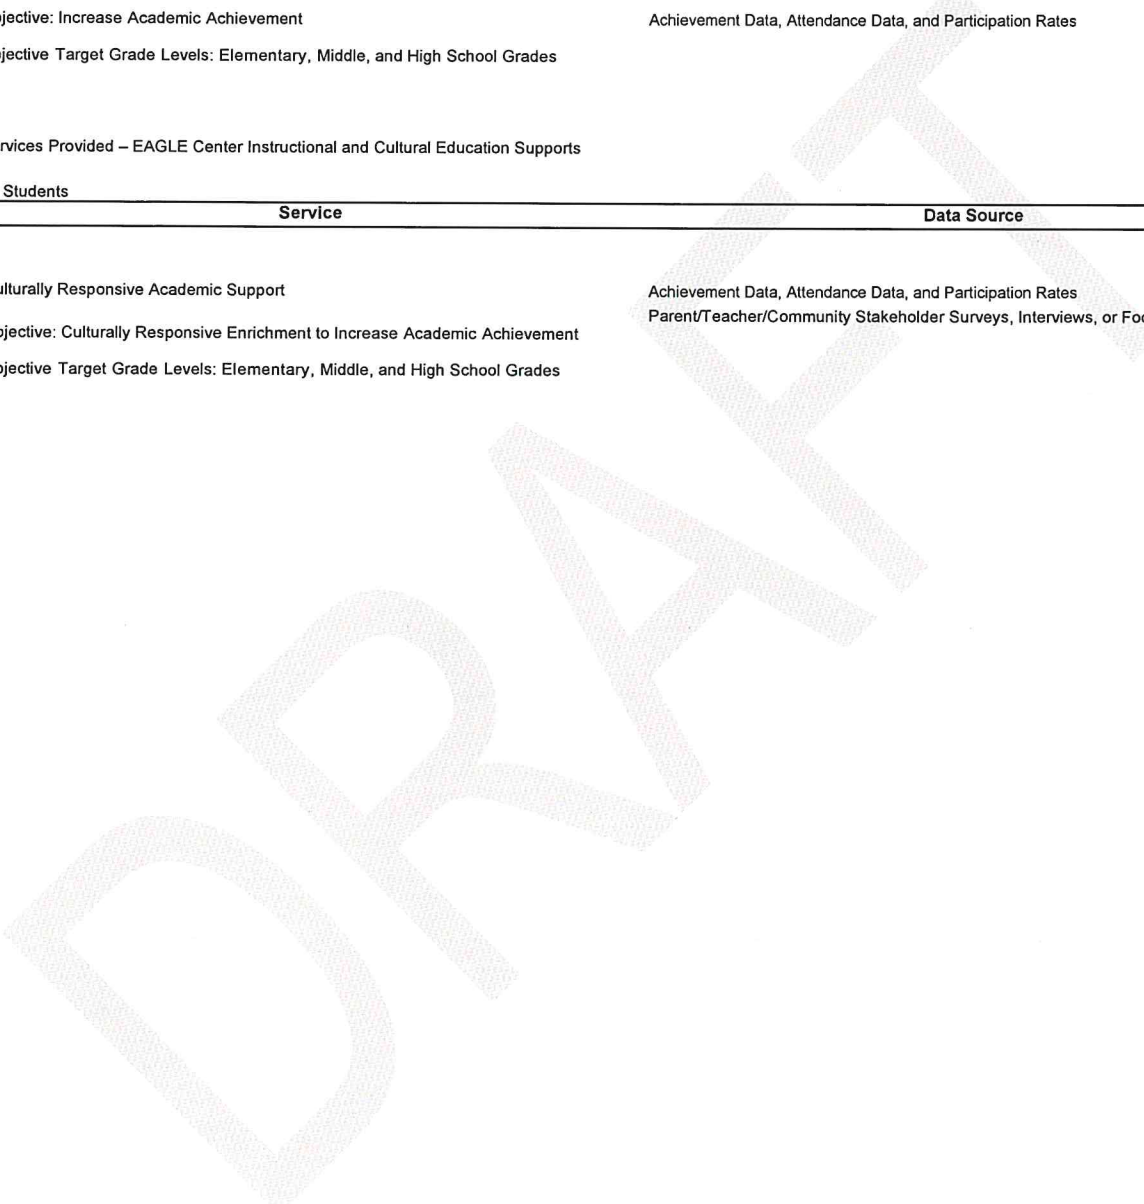 jective: Increase Academic Achievement
Achievement Data, Attendance Data, and Participation Rates
jective Target Grade Levels: Elementary, Middle, and High School Grades
rvices Provided – EAGLE Center Instructional and Cultural Education Supports
Students
Service
Data Source
ulturally Responsive Academic Support
Achievement Data, Attendance Data, and Participation Rates
Parent/Teacher/Community Stakeholder Surveys, Interviews, or Foc
ojective: Culturally Responsive Enrichment to Increase Academic Achievement
ojective Target Grade Levels: Elementary, Middle, and High School Grades
DRAFT